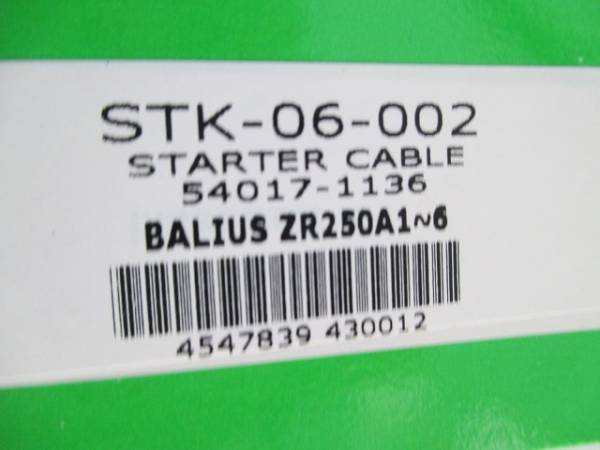 STK-06-002
STARTER CABLE
54017-1136
BALIUS ZR250A1~6
4547839 430012